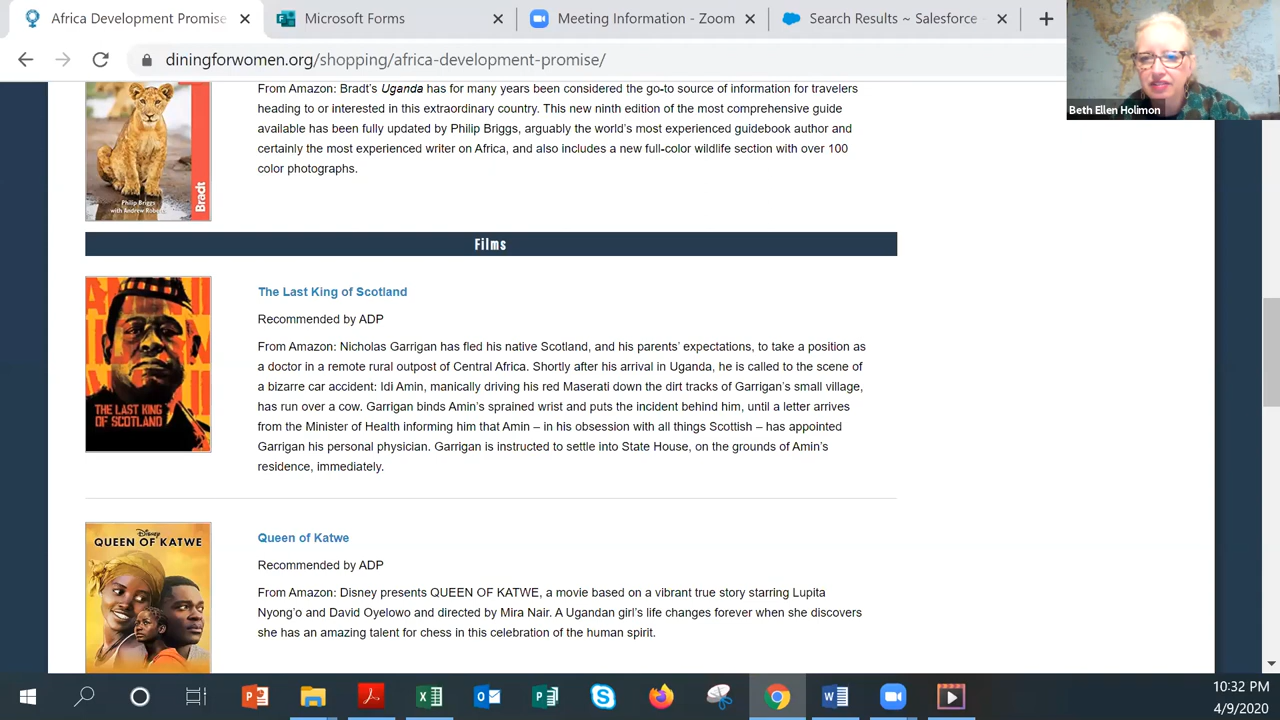 Africa Development Promise
Microsoft Forms
Meeting Information - Zoom
Search Results ~ Salesforce -
diningforwomen.org/shopping/africa-development-promise/
Beth Ellen Holimon
From Amazon: Bradt's Uganda has for many years been considered the go-to source of information for travelers
heading to or interested in this extraordinary country. This new ninth edition of the most comprehensive guide
available has been fully updated by Philip Briggs, arguably the world's most experienced guidebook author and
certainly the most experienced writer on Africa, and also includes a new full-color wildlife section with over 100
color photographs.
Philip Briggs
with Andrew
Bradt
Films
THE LAST KING
OF SCOTLAND
The Last King of Scotland
Recommended by ADP
From Amazon: Nicholas Garrigan has fled his native Scotland, and his parents' expectations, to take a position as
a doctor in a remote rural outpost of Central Africa. Shortly after his arrival in Uganda, he is called to the scene of
a bizarre car accident: Idi Amin, manically driving his red Maserati down the dirt tracks of Garrigan's small village,
has run over a cow. Garrigan binds Amin's sprained wrist and puts the incident behind him, until a letter arrives
from the Minister of Health informing him that Amin – in his obsession with all things Scottish – has appointed
Garrigan his personal physician. Garrigan is instructed to settle into State House, on the grounds of Amin's
residence, immediately.
Disney
QUEEN OF KATWE
Queen of Katwe
Recommended by ADP
From Amazon: Disney presents QUEEN OF KATWE, a movie based on a vibrant true story starring Lupita
Nyong'o and David Oyelowo and directed by Mira Nair. A Ugandan girl's life changes forever when she discovers
she has an amazing talent for chess in this celebration of the human spirit.
10:32 PM
4/9/2020